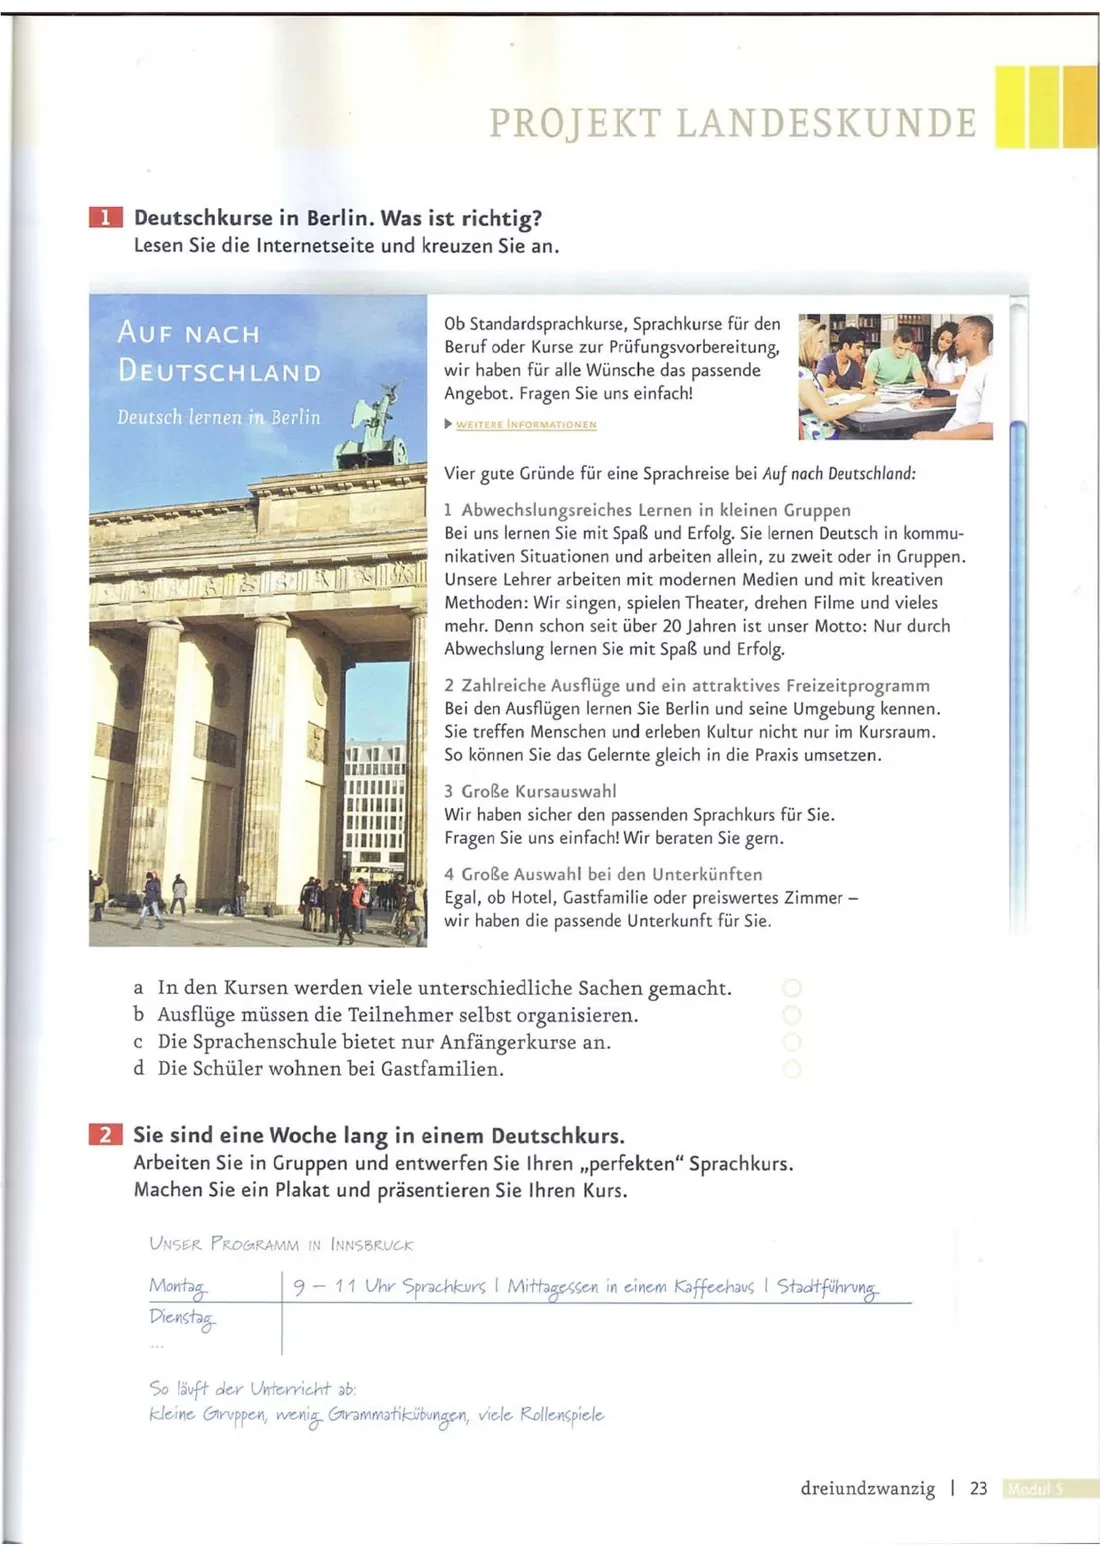 PROJEKT LANDESKUNDE
1 Deutschkurse in Berlin. Was ist richtig?
Lesen Sie die Internetseite und kreuzen Sie an.
AUF NACH
DEUTSCHLAND
Deutsch lernen in Berlin
Ob Standardsprachkurse, Sprachkurse für den
Beruf oder Kurse zur Prüfungsvorbereitung,
wir haben für alle Wünsche das passende
Angebot. Fragen Sie uns einfach!
▶ WEITERE INFORMATIONEN
Vier gute Gründe für eine Sprachreise bei Auf nach Deutschland:
1 Abwechslungsreiches Lernen in kleinen Gruppen
Bei uns lernen Sie mit Spaß und Erfolg. Sie lernen Deutsch in kommu-
nikativen Situationen und arbeiten allein, zu zweit oder in Gruppen.
Unsere Lehrer arbeiten mit modernen Medien und mit kreativen
Methoden: Wir singen, spielen Theater, drehen Filme und vieles
mehr. Denn schon seit über 20 Jahren ist unser Motto: Nur durch
Abwechslung lernen Sie mit Spaß und Erfolg.
2 Zahlreiche Ausflüge und ein attraktives Freizeitprogramm
Bei den Ausflügen lernen Sie Berlin und seine Umgebung kennen.
Sie treffen Menschen und erleben Kultur nicht nur im Kursraum.
So können Sie das Gelernte gleich in die Praxis umsetzen.
3 Große Kursauswahl
Wir haben sicher den passenden Sprachkurs für Sie.
Fragen Sie uns einfach! Wir beraten Sie gern.
4 Große Auswahl bei den Unterkünften
Egal, ob Hotel, Gastfamilie oder preiswertes Zimmer –
wir haben die passende Unterkunft für Sie.
a In den Kursen werden viele unterschiedliche Sachen gemacht.
b Ausflüge müssen die Teilnehmer selbst organisieren.
c Die Sprachenschule bietet nur Anfängerkurse an.
d Die Schüler wohnen bei Gastfamilien.
2 Sie sind eine Woche lang in einem Deutschkurs.
Arbeiten Sie in Gruppen und entwerfen Sie Ihren „perfekten“ Sprachkurs.
Machen Sie ein Plakat und präsentieren Sie Ihren Kurs.
UNSER PROGRAMM IN INNSBRUCK
Montag 9 – 11 Uhr Sprachkurs | Mittagessen in einem Kaffeehaus | Stadtführung
Dienstag
...
So läuft der Unterricht ab:
kleine Gruppen, wenig Grammatikübungen, viele Rollenspiele
dreiundzwanzig | 23 Modul 5